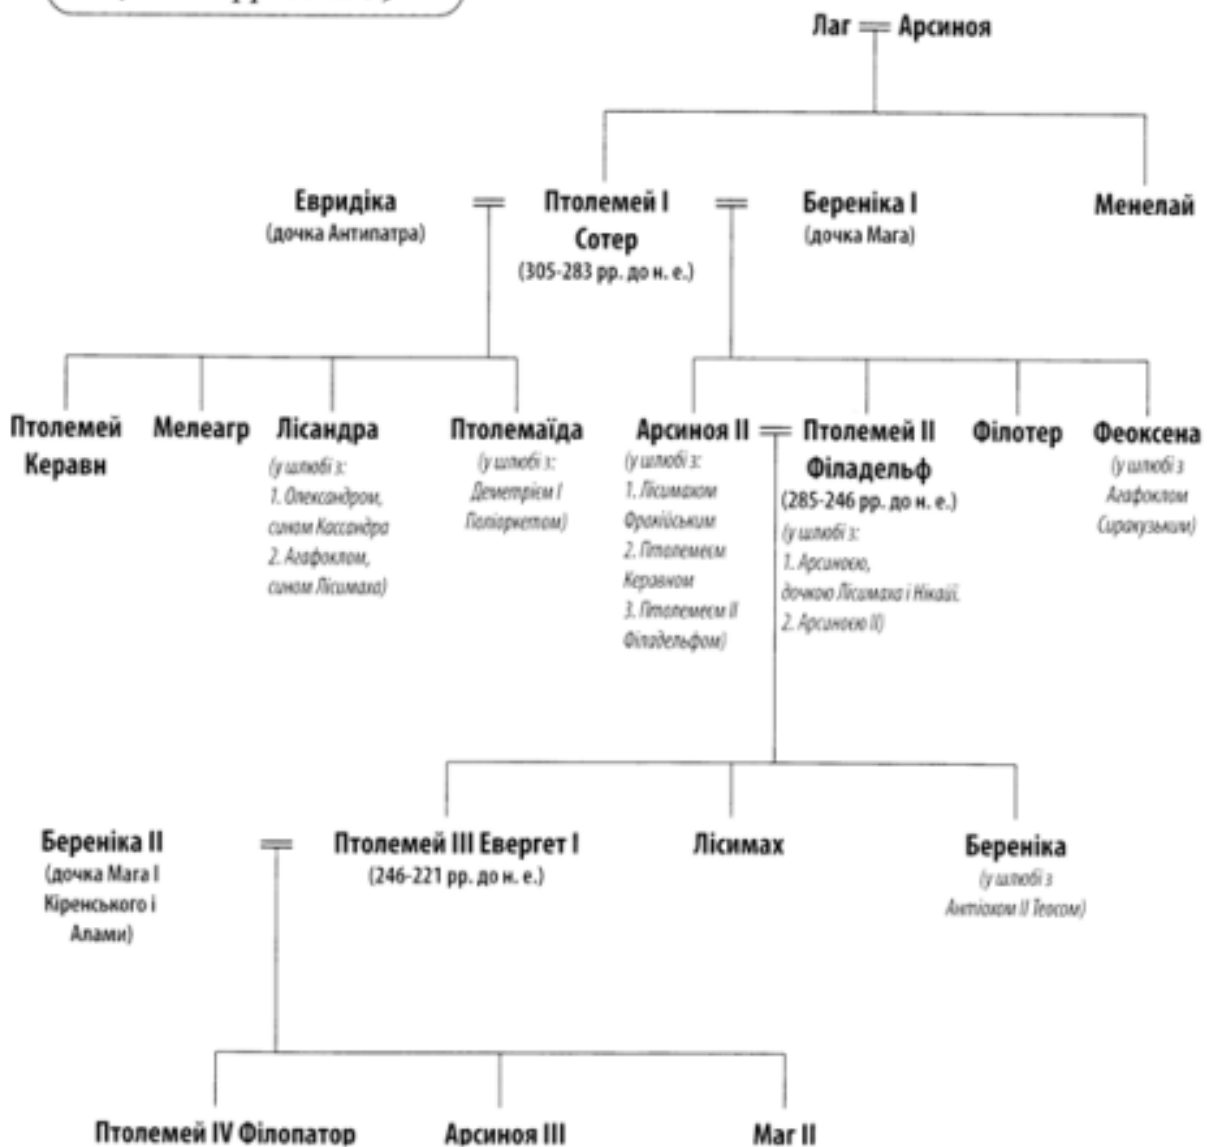 Лаг Арсиноя
Евридіка
(дочка Антипатра)
Птолемей I
Сотер
(305-283 рр. до н. е.)
Береніка I
(дочка Мага)
Менелай
Птолемей
Керавн
Мелеагр
Лісандра
(у шлюбі з:
1. Олександром,
сином Кассандра
2. Агафоклом,
сином Лісимаха)
Птолемаїда
(у шлюбі з:
Деметрієм I
Поліоркетом)
Арсиноя II
(у шлюбі з:
1. Лісимахом
Фракійським
2. Птолемеєм
Керавном
3. Птолемеєм II
Філадельфом)
Птолемей II
Філадельф
(285-246 рр. до н. е.)
(у шлюбі з:
1. Арсиноєю,
дочкою Лісимаха і Нікаїї.
2. Арсиноєю II)
Філотер
Феоксена
(у шлюбі з
Агафоклом
Сиракузьким)
Береніка II
(дочка Мага I
Кіренського і
Алами)
Птолемей III Евергет I
(246-221 рр. до н. е.)
Лісимах
Береніка
(у шлюбі з
Антіохом II Теосом)
Птолемей IV Філопатор
Арсиноя III
Маг II